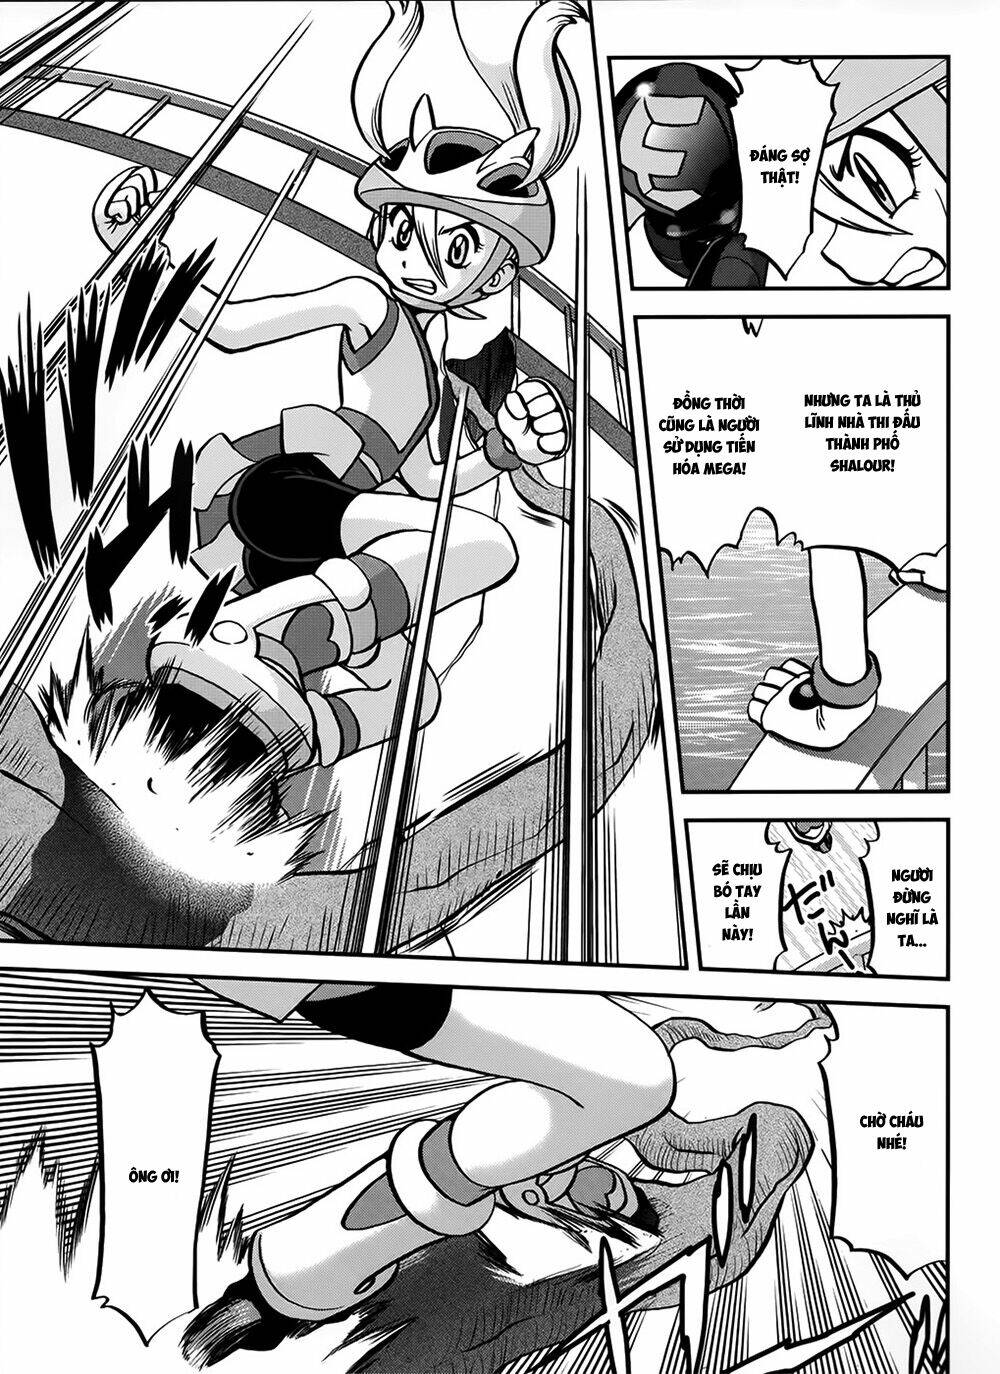 ĐÁNG SỢ
THẬT!
NHƯNG TA LÀ THỦ
LĨNH NHÀ THI ĐẤU
THÀNH PHỐ
SHALOUR!
ĐỒNG THỜI
CŨNG LÀ NGƯỜI
SỬ DỤNG TIẾN
HÓA MEGA!
NGƯƠI
ĐỪNG
NGHĨ LÀ
TA...
SẼ CHỊU
BÓ TAY
LẦN
NÀY!
CHỜ CHÁU
NHÉ!
ÔNG ƠI!